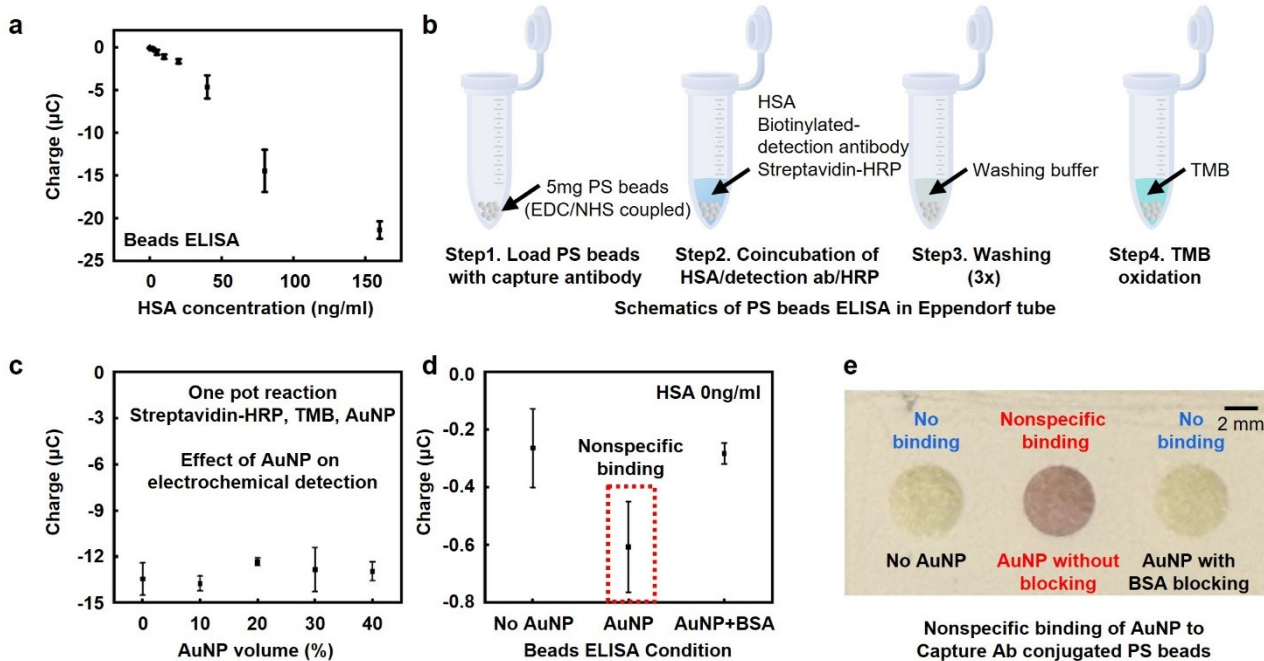 a
0
-5
-10
-15
-20
-25
Charge (μC)
Beads ELISA
0
50
100
150
HSA concentration (ng/ml)
b
5mg PS beads
(EDC/NHS coupled)
HSA
Biotinylated-
detection antibody
Streptavidin-HRP
Washing buffer
TMB
Step1. Load PS beads
with capture antibody
Step2. Coincubation of
HSA/detection ab/HRP
Step3. Washing
(3x)
Step4. TMB
oxidation
Schematics of PS beads ELISA in Eppendorf tube
c
0
-3
-6
-9
-12
-15
Charge (μC)
One pot reaction
Streptavidin-HRP, TMB, AuNP
Effect of AuNP on
electrochemical detection
0
10
20
30
40
AuNP volume (%)
d
0.0
-0.2
-0.4
-0.6
-0.8
Charge (μC)
HSA 0ng/ml
Nonspecific
binding
No AuNP
AuNP
AuNP+BSA
Beads ELISA Condition
e
2 mm
No
binding
Nonspecific
binding
No
binding
No AuNP
AuNP without
blocking
AuNP with
BSA blocking
Nonspecific binding of AuNP to
Capture Ab conjugated PS beads